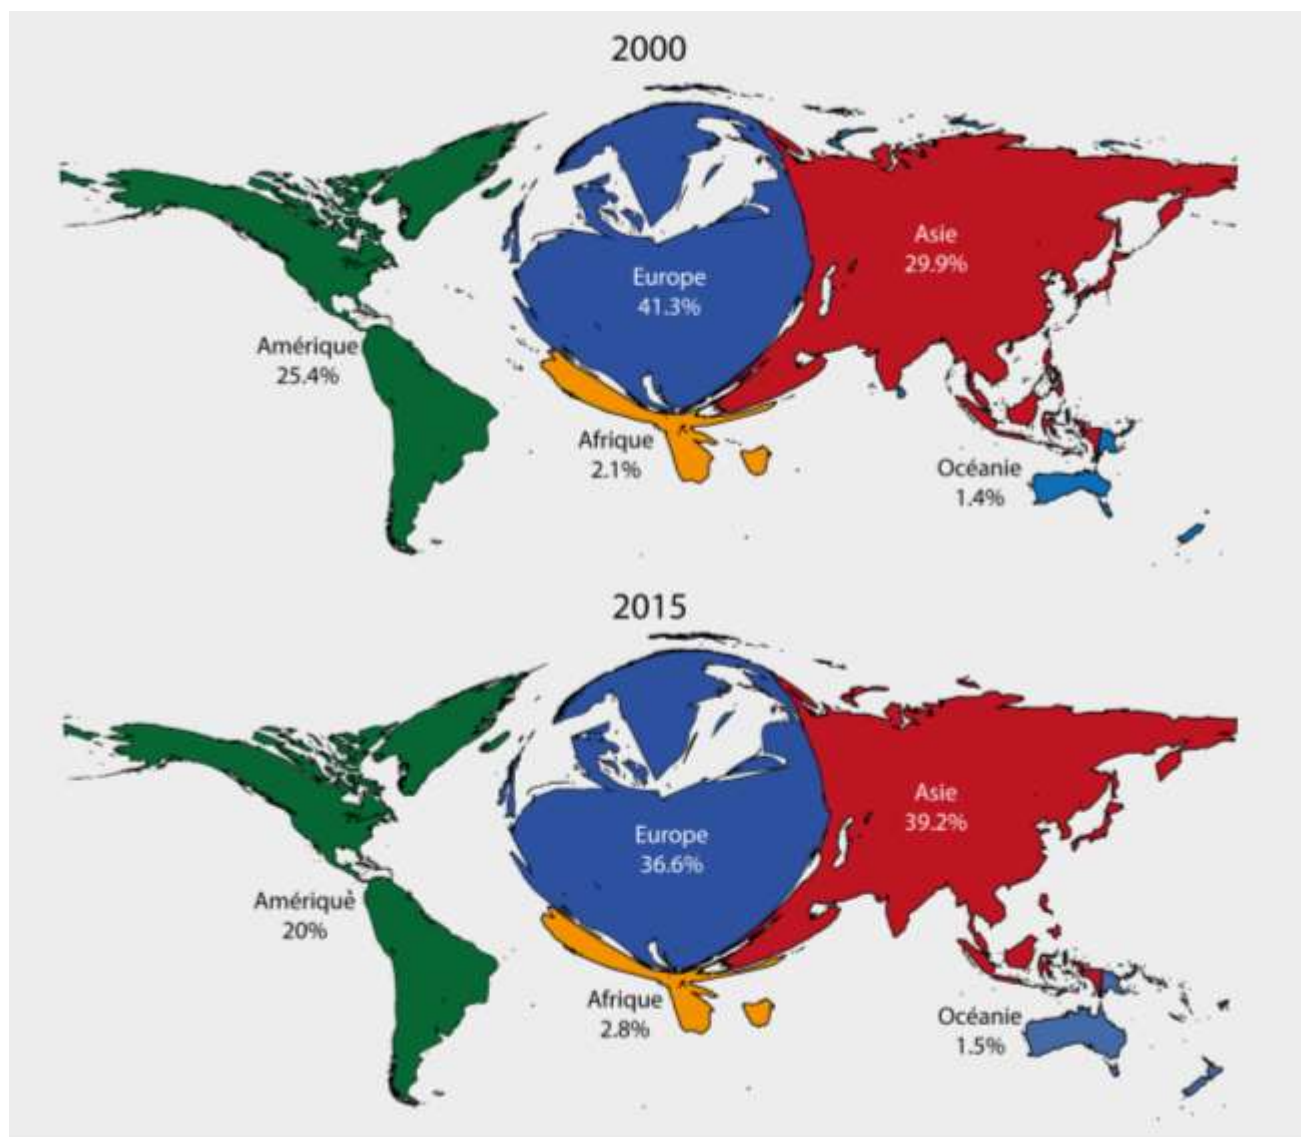 2000
Asie
29.9%
Europe
41.3%
Amérique
25.4%
Afrique
2.1%
Océanie
1.4%
2015
Asie
39.2%
Europe
36.6%
Amérique
20%
Afrique
2.8%
Océanie
1.5%